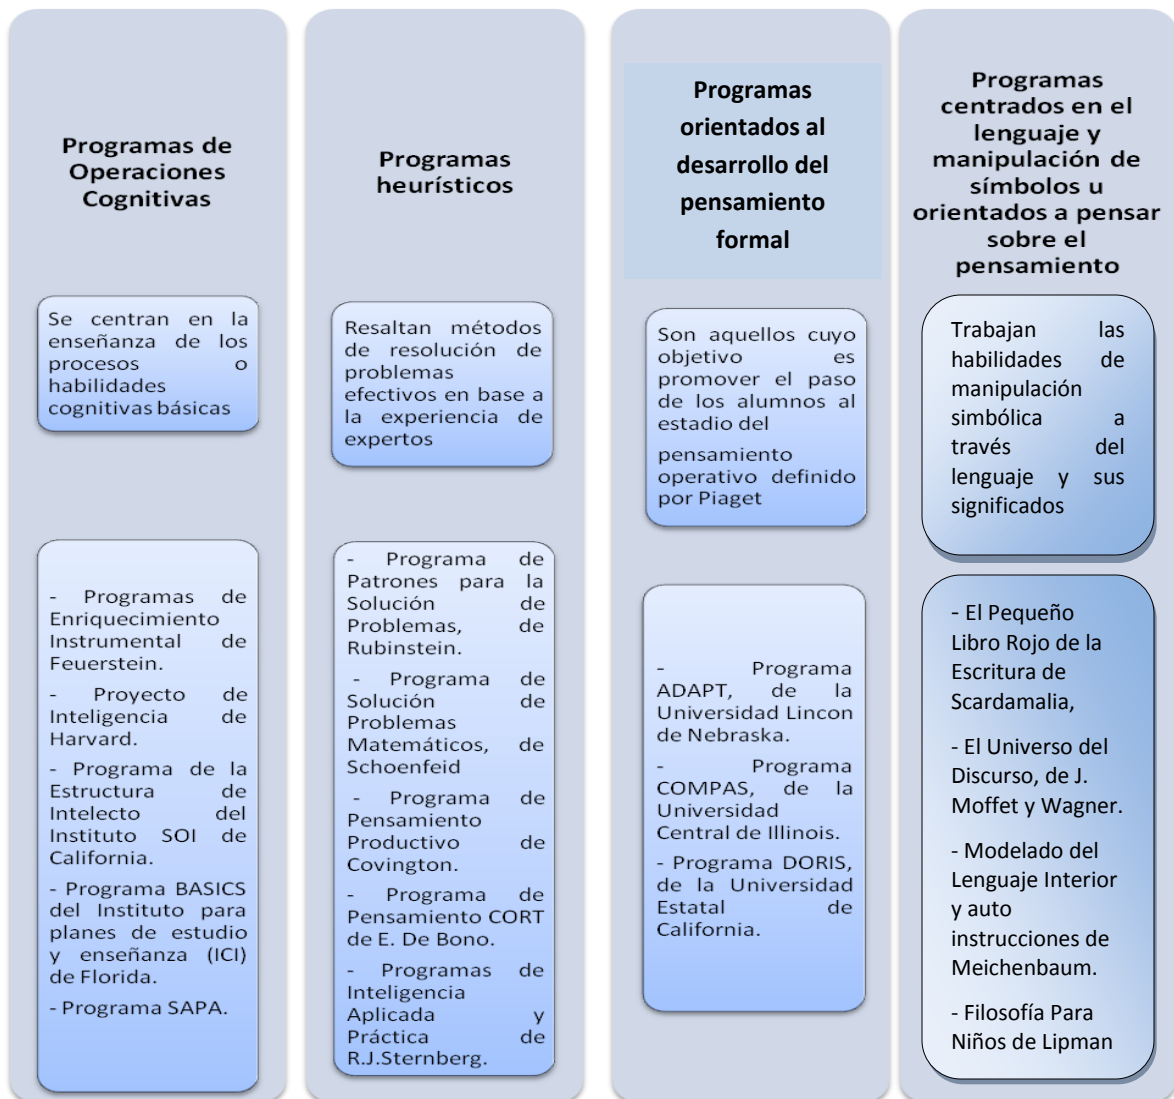 Programas de
Operaciones
Cognitivas
Se centran en la
enseñanza de los
procesos o
habilidades
cognitivas básicas
- Programas de
Enriquecimiento
Instrumental de
Feuerstein.
- Proyecto de
Inteligencia de
Harvard.
- Programa de la
Estructura de
Intelecto del
Instituto SOI de
California.
- Programa BASICS
del Instituto para
planes de estudio
y enseñanza (ICI)
de Florida.
- Programa SAPA.
Programas
heurísticos
Resaltan métodos
de resolución de
problemas
efectivos en base a
la experiencia de
expertos
- Programa de
Patrones para la
Solución de
Problemas, de
Rubinstein.
- Programa de
Solución de
Problemas
Matemáticos, de
Schoenfeid
- Programa de
Pensamiento
Productivo de
Covington.
- Programa de
Pensamiento CORT
de E. De Bono.
- Programas de
Inteligencia
Aplicada y
Práctica de
R.J.Sternberg.
Programas
orientados al
desarrollo del
pensamiento
formal
Son aquellos cuyo
objetivo es
promover el paso
de los alumnos al
estadio del
pensamiento
operativo definido
por Piaget
- Programa
ADAPT, de la
Universidad Lincon
de Nebraska.
- Programa
COMPAS, de la
Universidad
Central de Illinois.
- Programa DORIS,
de la Universidad
Estatal de
California.
Programas
centrados en el
lenguaje y
manipulación de
símbolos u
orientados a pensar
sobre el
pensamiento
Trabajan las
habilidades de
manipulación
simbólica a
través del
lenguaje y sus
significados
- El Pequeño
Libro Rojo de la
Escritura de
Scardamalia,
- El Universo del
Discurso, de J.
Moffet y Wagner.
- Modelado del
Lenguaje Interior
y auto
instrucciones de
Meichenbaum.
- Filosofía Para
Niños de Lipman